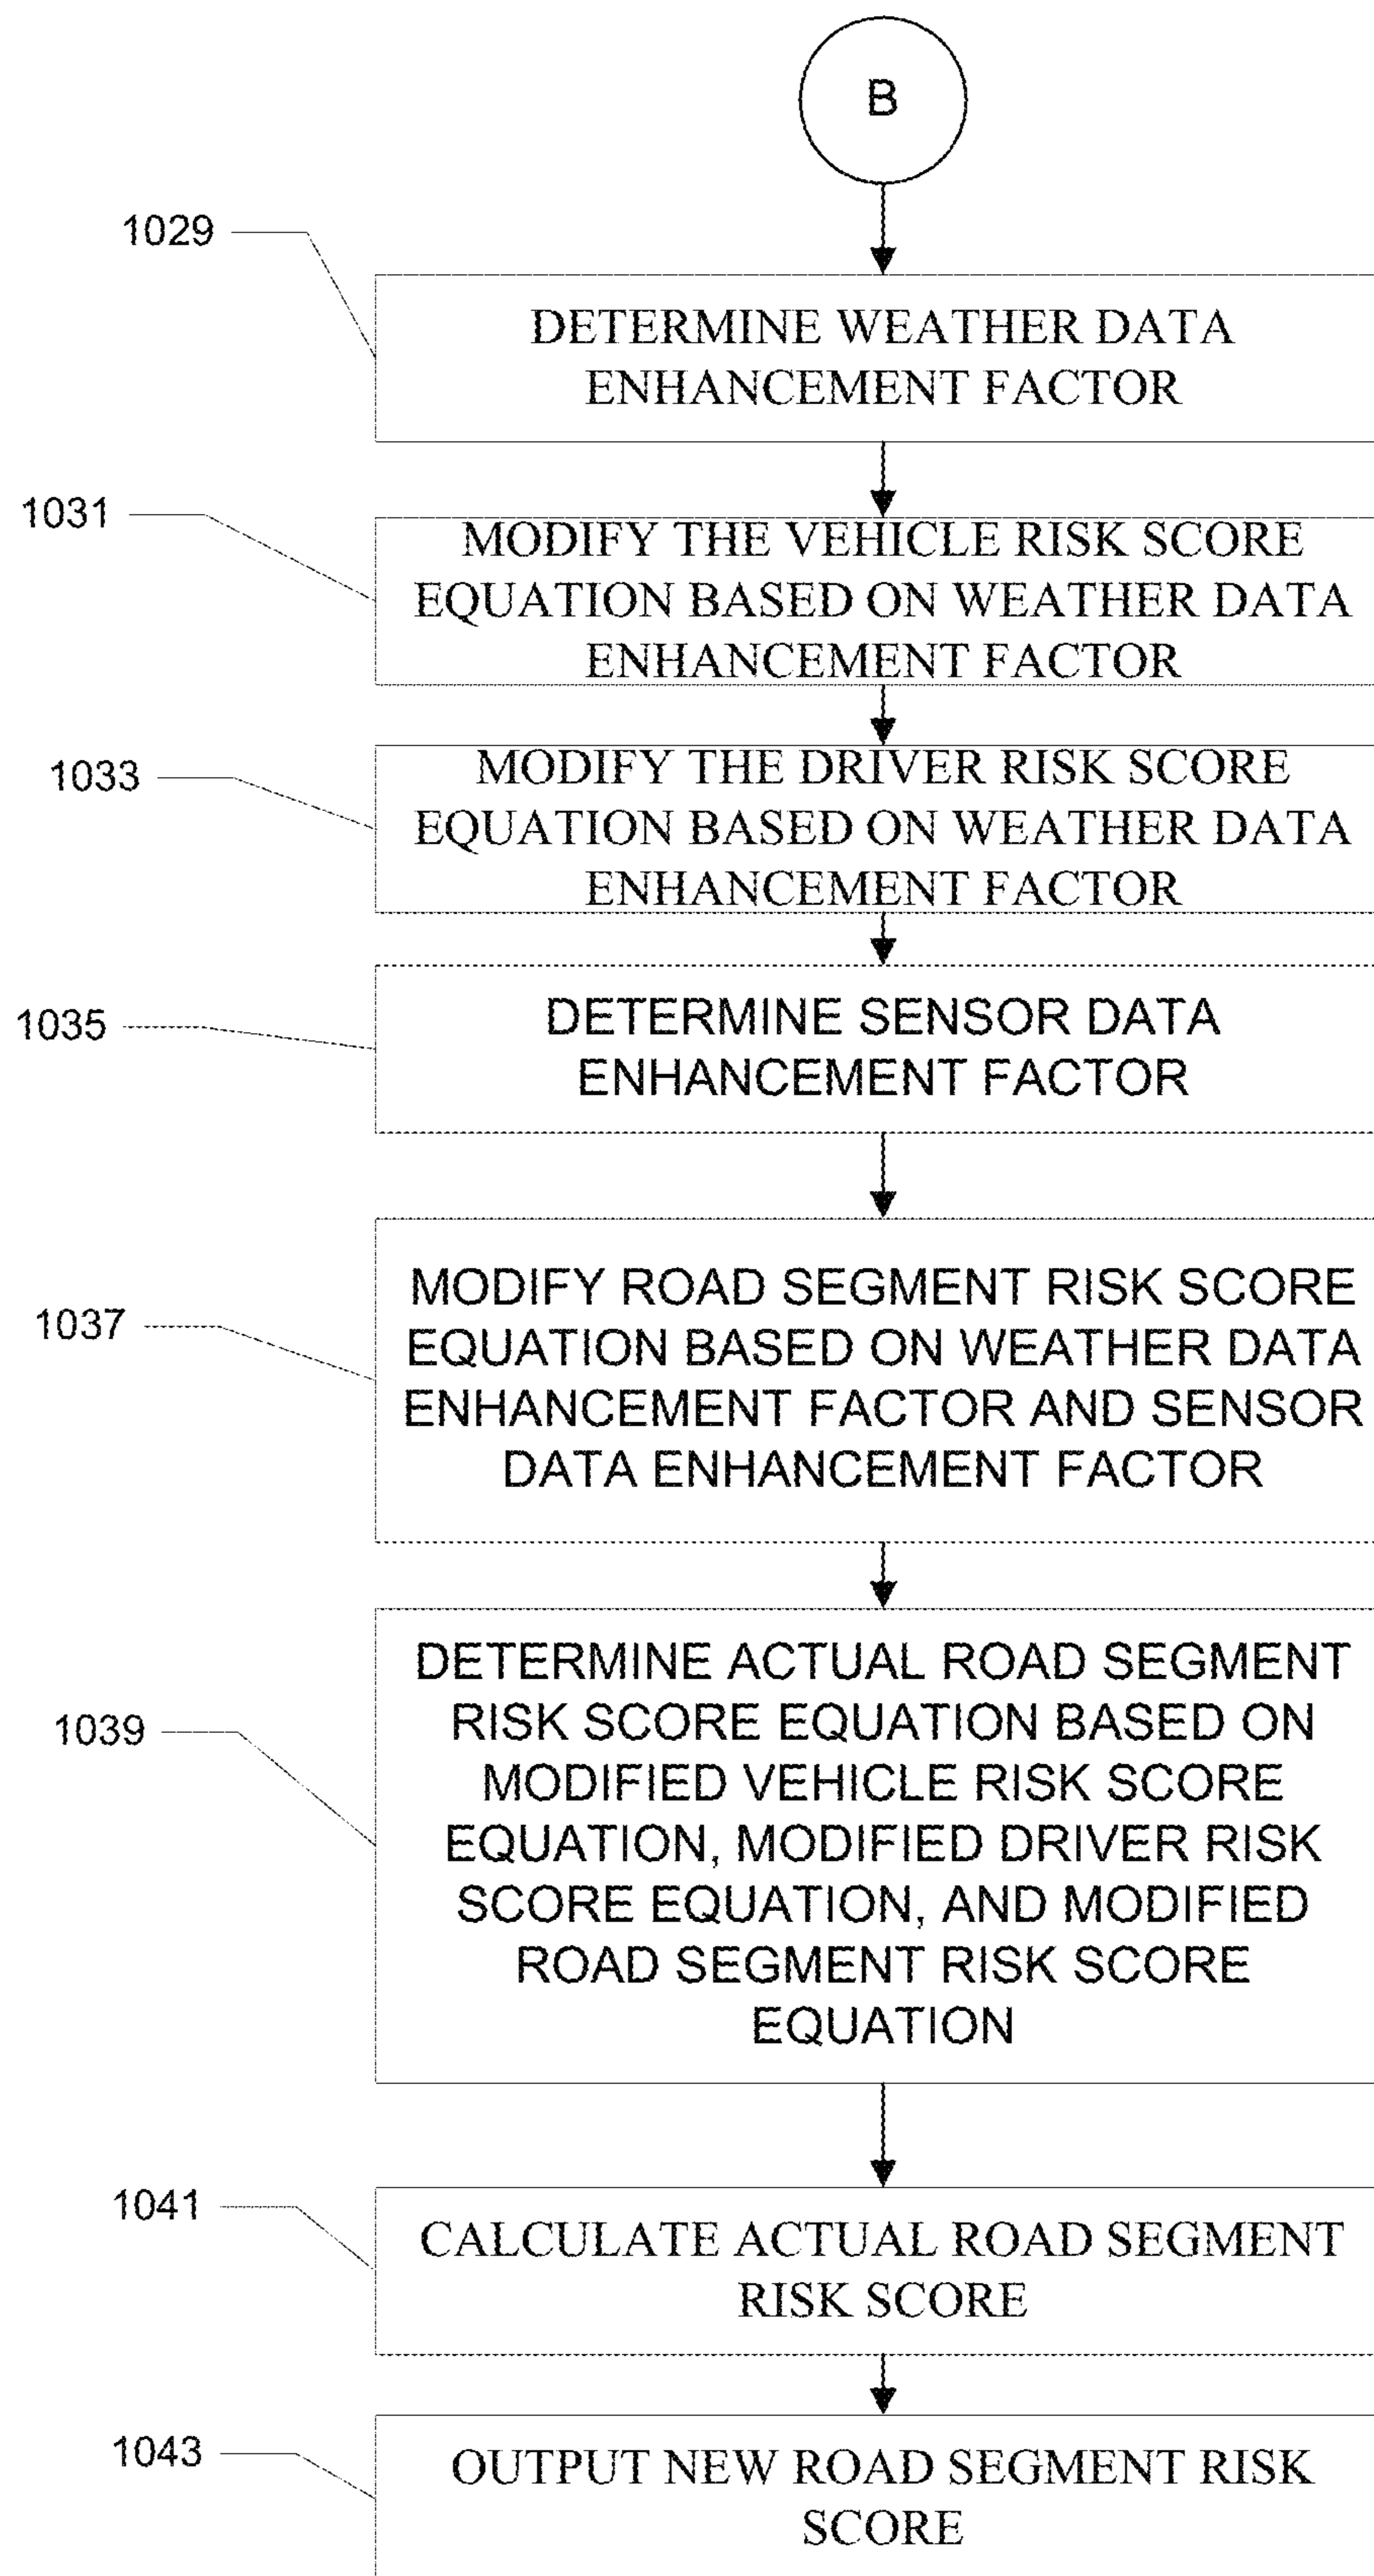 B
1029
DETERMINE WEATHER DATA
ENHANCEMENT FACTOR
1031
MODIFY THE VEHICLE RISK SCORE
EQUATION BASED ON WEATHER DATA
ENHANCEMENT FACTOR
1033
MODIFY THE DRIVER RISK SCORE
EQUATION BASED ON WEATHER DATA
ENHANCEMENT FACTOR
1035
DETERMINE SENSOR DATA
ENHANCEMENT FACTOR
1037
MODIFY ROAD SEGMENT RISK SCORE
EQUATION BASED ON WEATHER DATA
ENHANCEMENT FACTOR AND SENSOR
DATA ENHANCEMENT FACTOR
1039
DETERMINE ACTUAL ROAD SEGMENT
RISK SCORE EQUATION BASED ON
MODIFIED VEHICLE RISK SCORE
EQUATION, MODIFIED DRIVER RISK
SCORE EQUATION, AND MODIFIED
ROAD SEGMENT RISK SCORE
EQUATION
1041
CALCULATE ACTUAL ROAD SEGMENT
RISK SCORE
1043
OUTPUT NEW ROAD SEGMENT RISK
SCORE